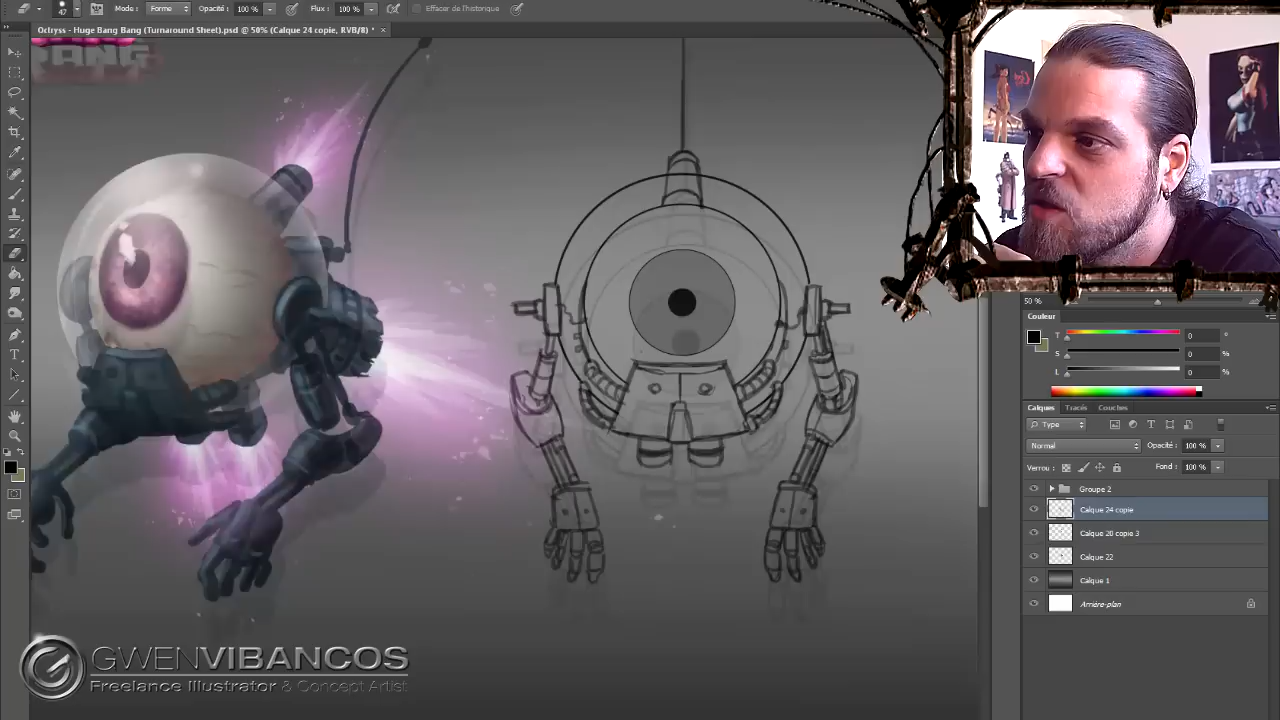 47 Mode : Forme Opacité : 100 % Flux : 100 % Effacer de l'historique
Octryss - Huge Bang Bang (Turnaround Sheet).psd @ 50% (Calque 24 copie, RVB/8) *
BANG
50 %
Couleur
T 0 °
S 0 %
L 0 %
Calques Tracés Couches
Type
Normal Opacité : 100 %
Verrou : Fond : 100 %
Groupe 2
Calque 24 copie
Calque 20 copie 3
Calque 22
Calque 1
Arrière-plan
GWENVIBANCOS
Freelance Illustrator & Concept Artist